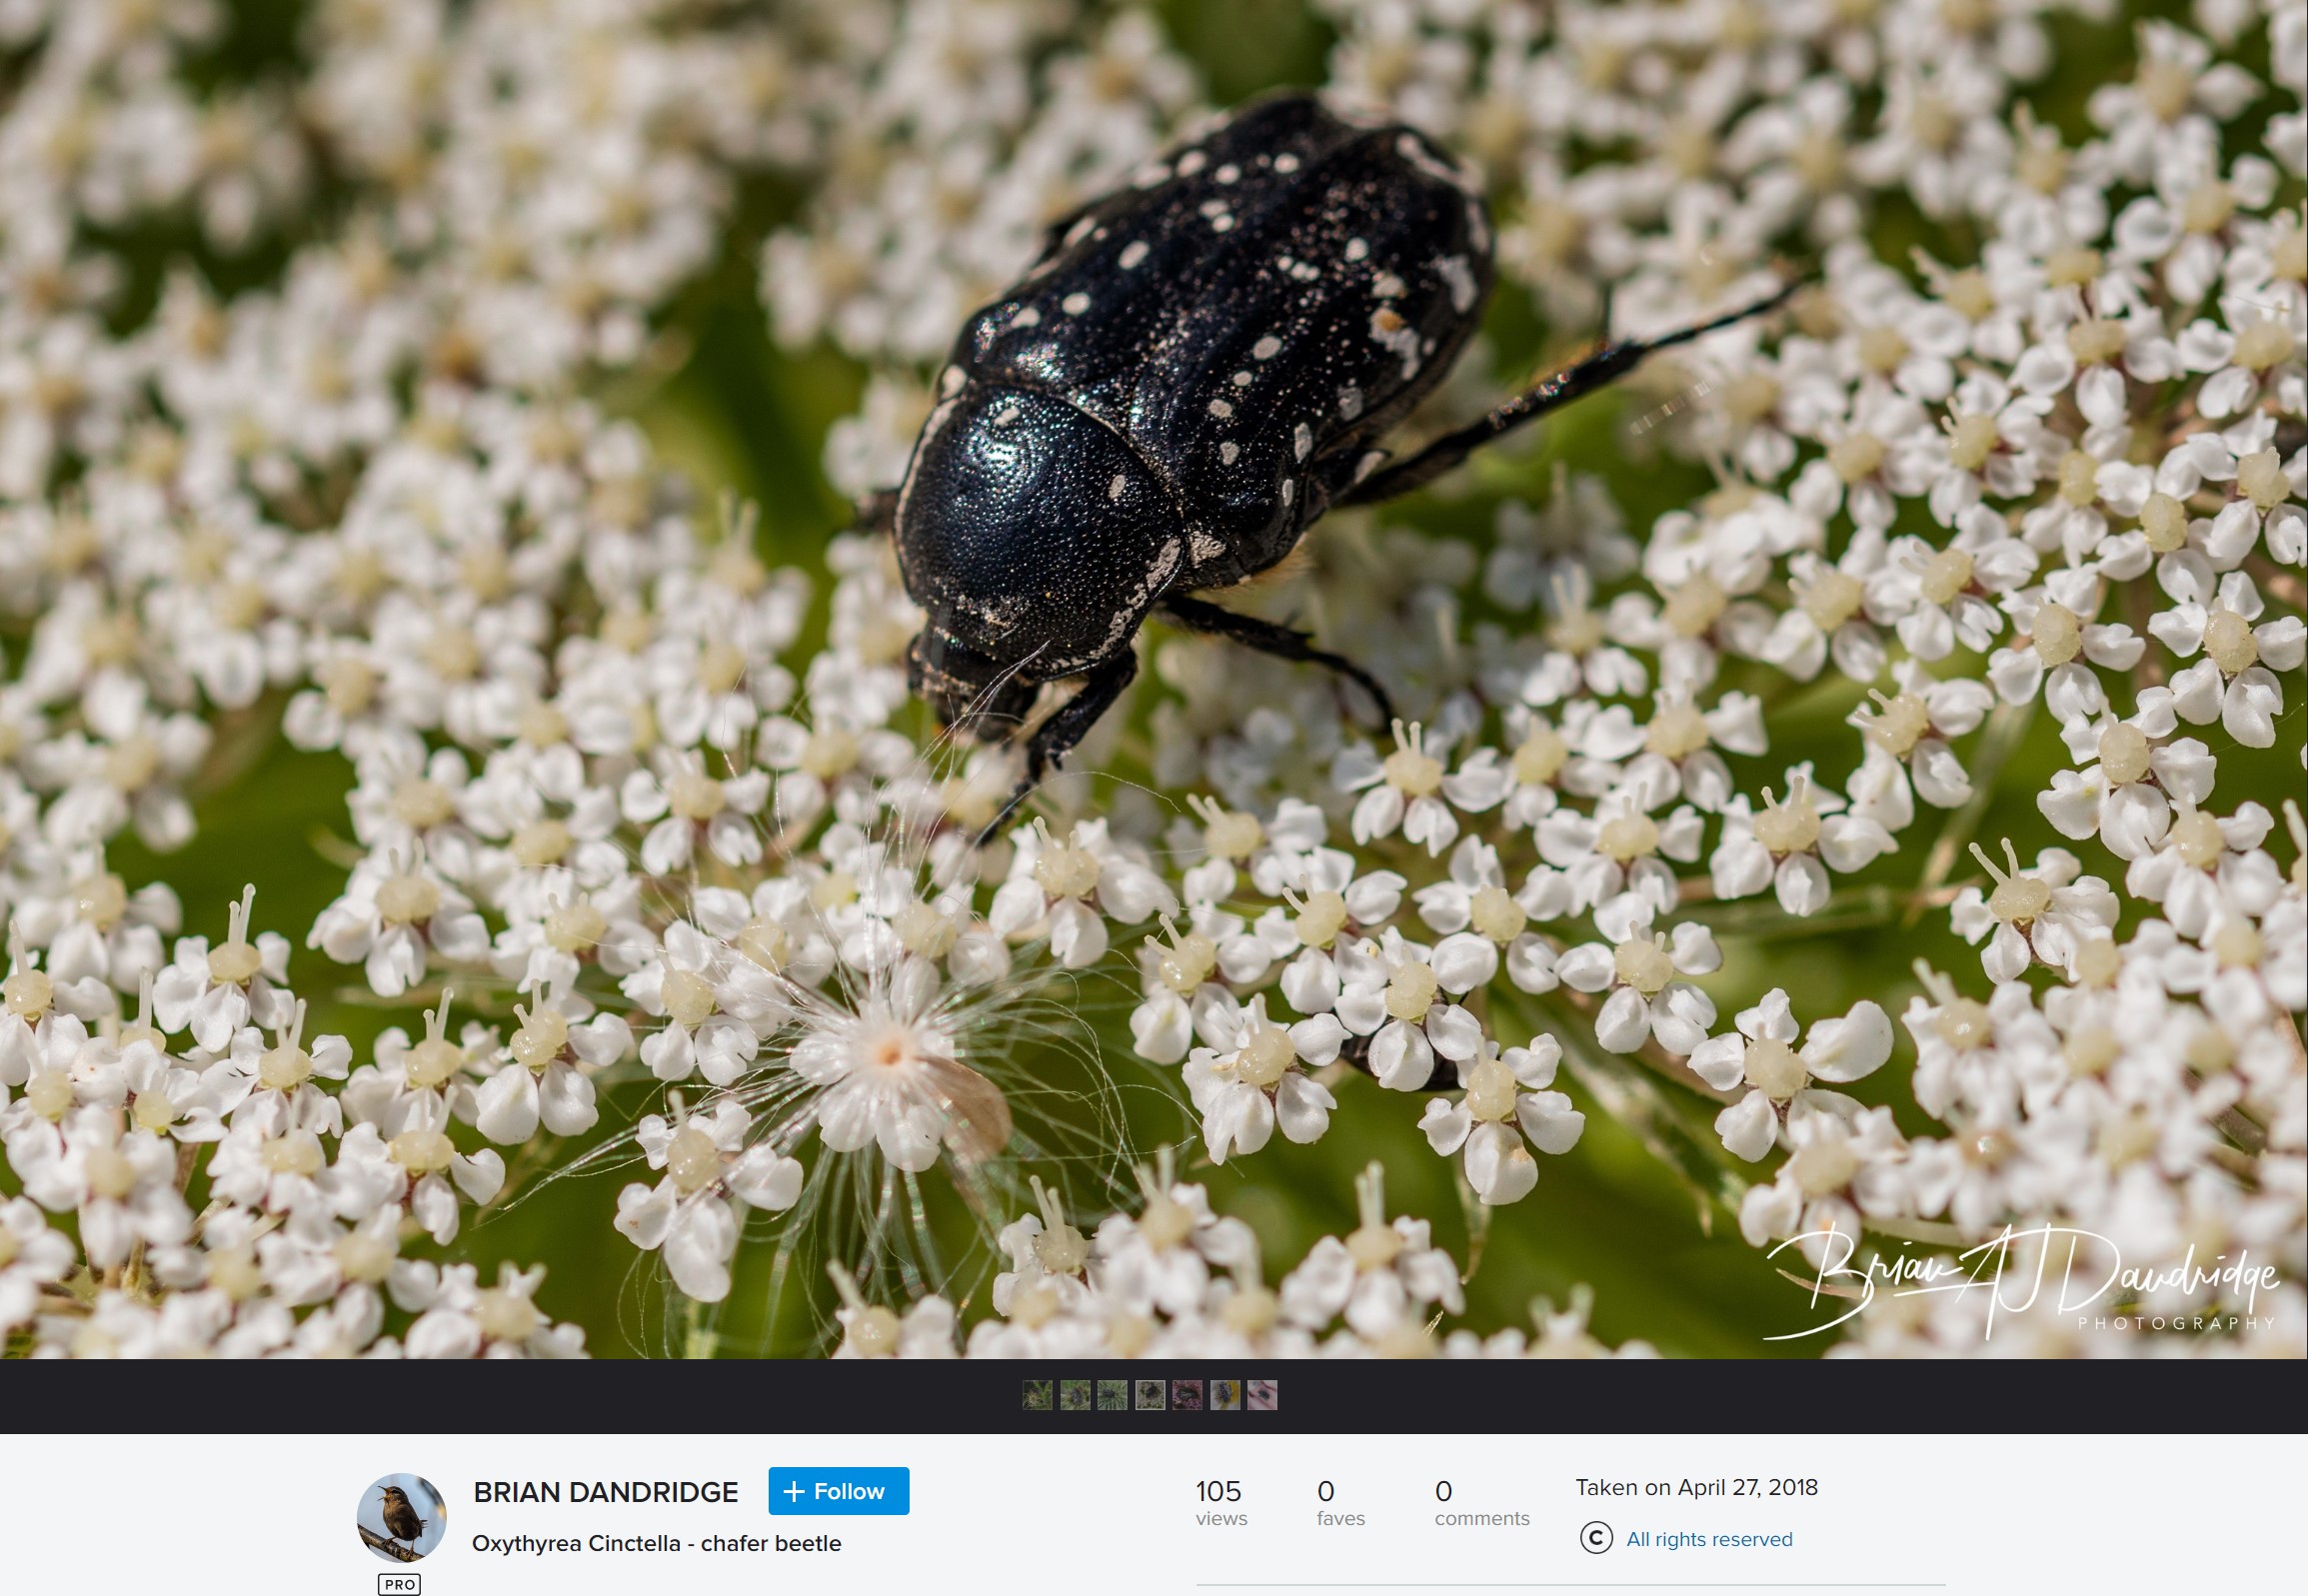 Brian AJ Dandridge
PHOTOGRAPHY
BRIAN DANDRIDGE
+ Follow
Oxythyrea Cinctella - chafer beetle
PRO
105
views
0
faves
0
comments
Taken on April 27, 2018
© All rights reserved